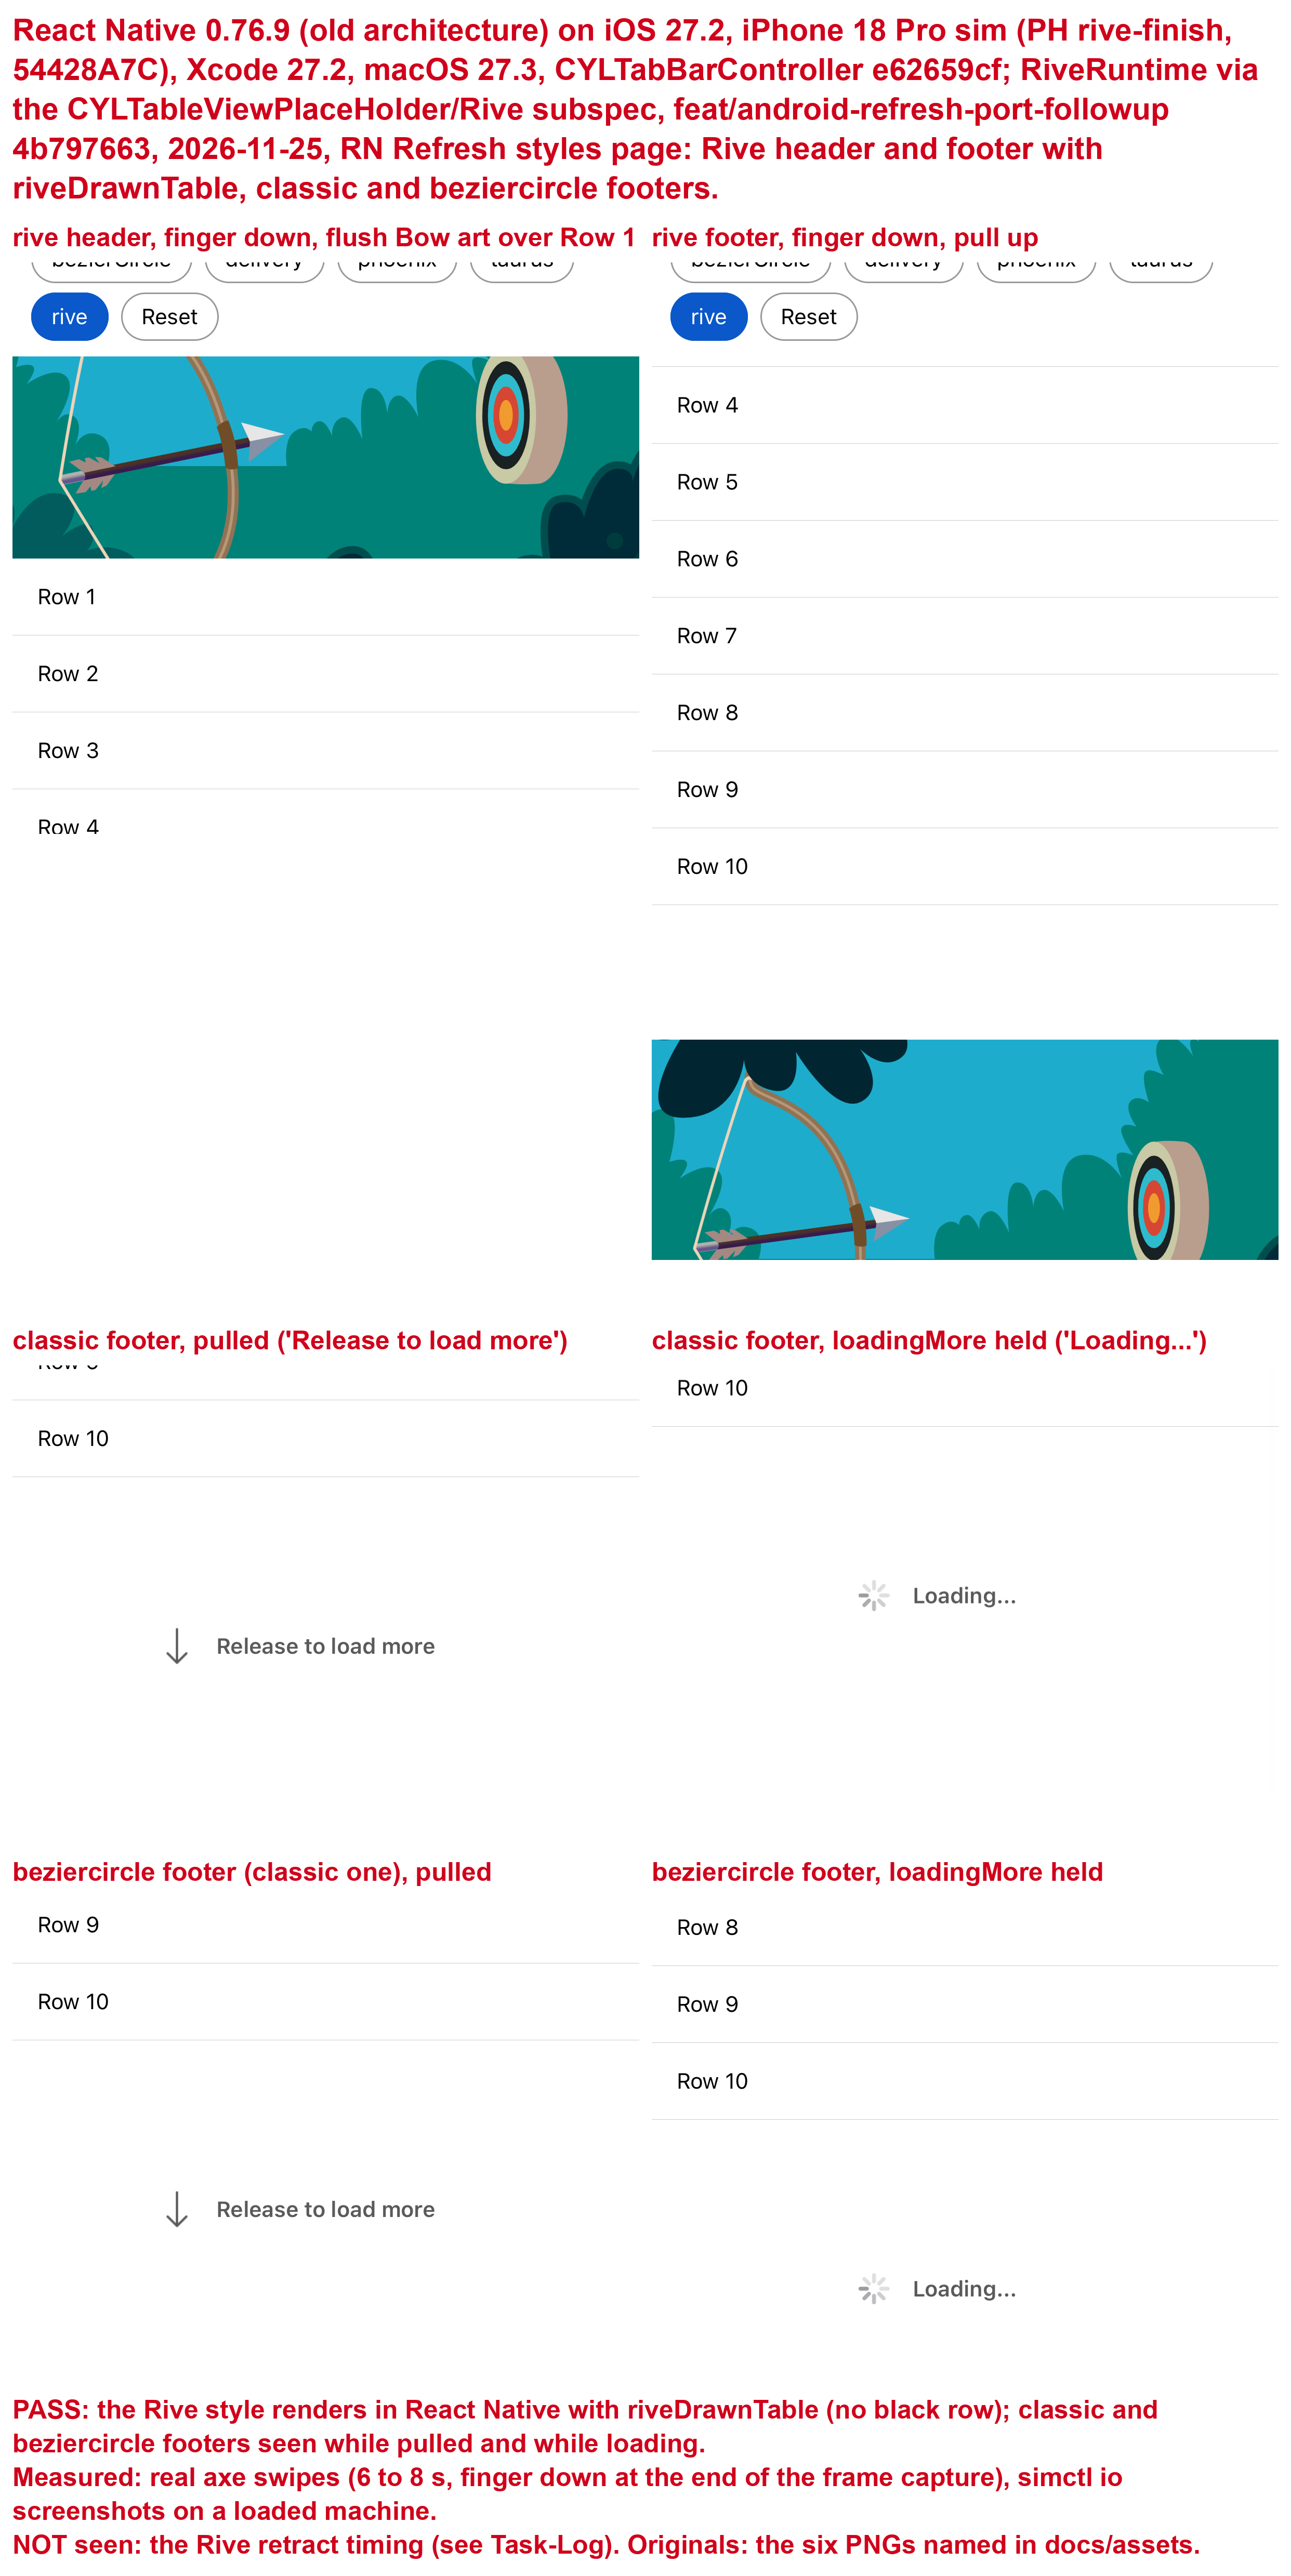 React Native 0.76.9 (old architecture) on iOS 27.2, iPhone 18 Pro sim (PH rive-finish,
54428A7C), Xcode 27.2, macOS 27.3, CYLTabBarController e62659cf; RiveRuntime via
the CYLTableViewPlaceHolder/Rive subspec, feat/android-refresh-port-followup
4b797663, 2026-11-25, RN Refresh styles page: Rive header and footer with
riveDrawnTable, classic and beziercircle footers.
rive header, finger down, flush Bow art over Row 1
bezierCircle delivery phoenix taurus
rive Reset
Row 1
Row 2
Row 3
Row 4
rive footer, finger down, pull up
bezierCircle delivery phoenix taurus
rive Reset
Row 4
Row 5
Row 6
Row 7
Row 8
Row 9
Row 10
classic footer, pulled ('Release to load more')
Row 10
Release to load more
classic footer, loadingMore held ('Loading...')
Row 10
Loading...
beziercircle footer (classic one), pulled
Row 9
Row 10
Release to load more
beziercircle footer, loadingMore held
Row 8
Row 9
Row 10
Loading...
PASS: the Rive style renders in React Native with riveDrawnTable (no black row); classic and
beziercircle footers seen while pulled and while loading.
Measured: real axe swipes (6 to 8 s, finger down at the end of the frame capture), simctl io
screenshots on a loaded machine.
NOT seen: the Rive retract timing (see Task-Log). Originals: the six PNGs named in docs/assets.